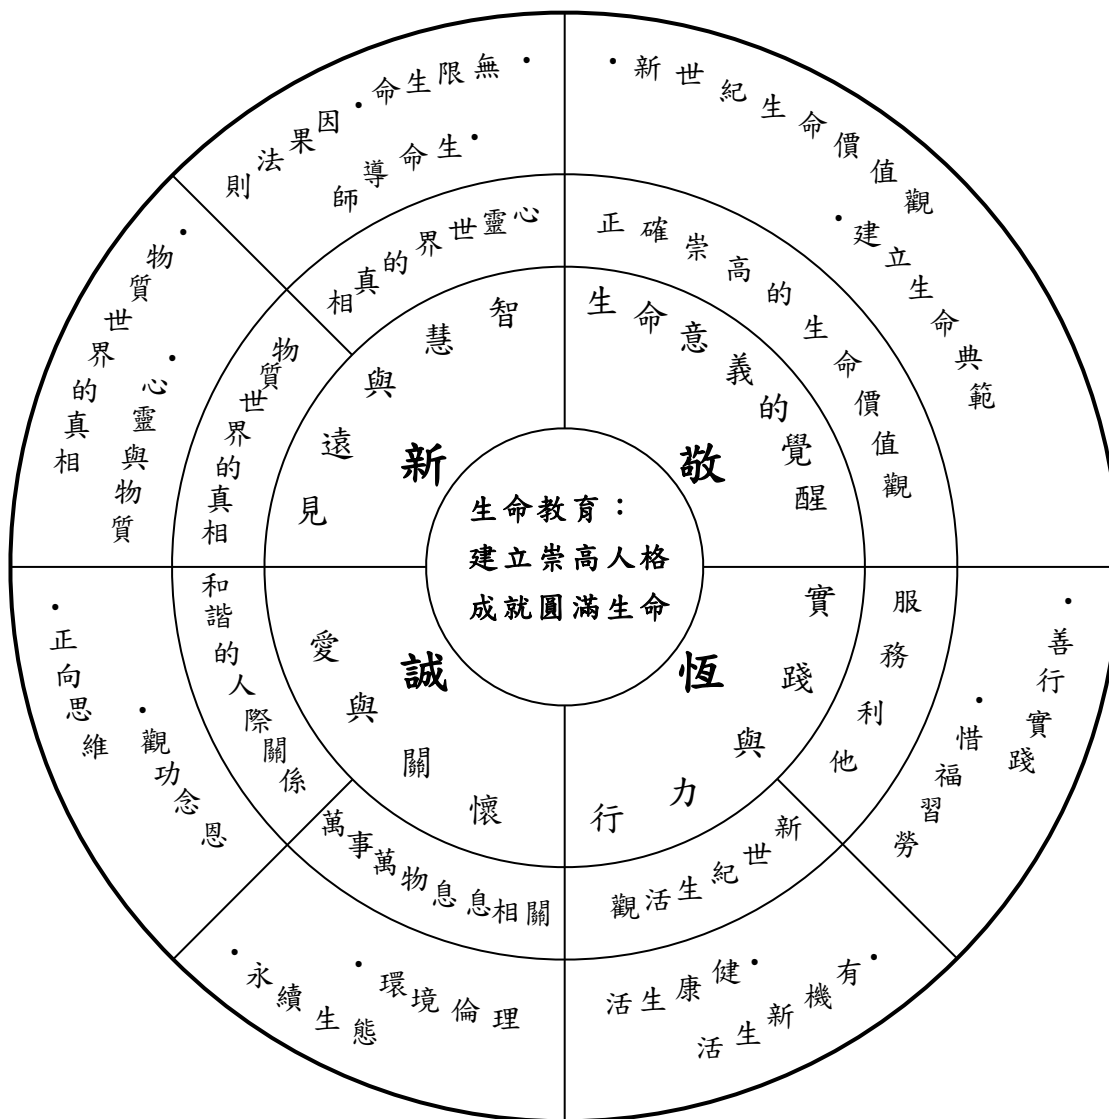 生命教育：
建立崇高人格
成就圓滿生命
敬
生命意義的覺醒
正確崇高的生命價值觀
•新世紀生命價值觀
•建立生命典範
恆
實踐與力行
服務利他
•善行實踐
•惜福習勞
新世紀生活觀
•有機新生活
•健康生活
誠
愛與關懷
和諧的人際關係
•正向思維
•觀功念恩
萬事萬物息息相關
•永續生態
•環境倫理
新
智慧與遠見
物質世界的真相
•物質世界的真相
•心靈與物質
心靈世界的真相
•無限生命•因果法則
•生命導師